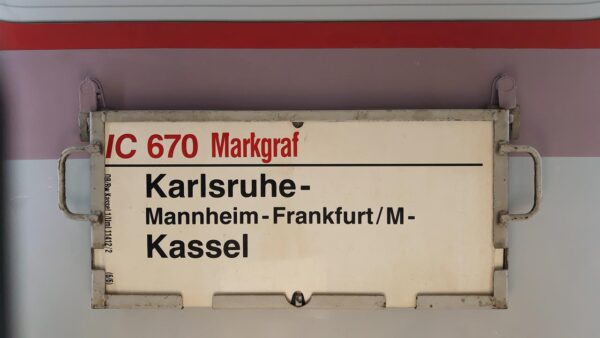 IC 670 Markgraf
Karlsruhe-
Mannheim-Frankfurt/M-
Kassel